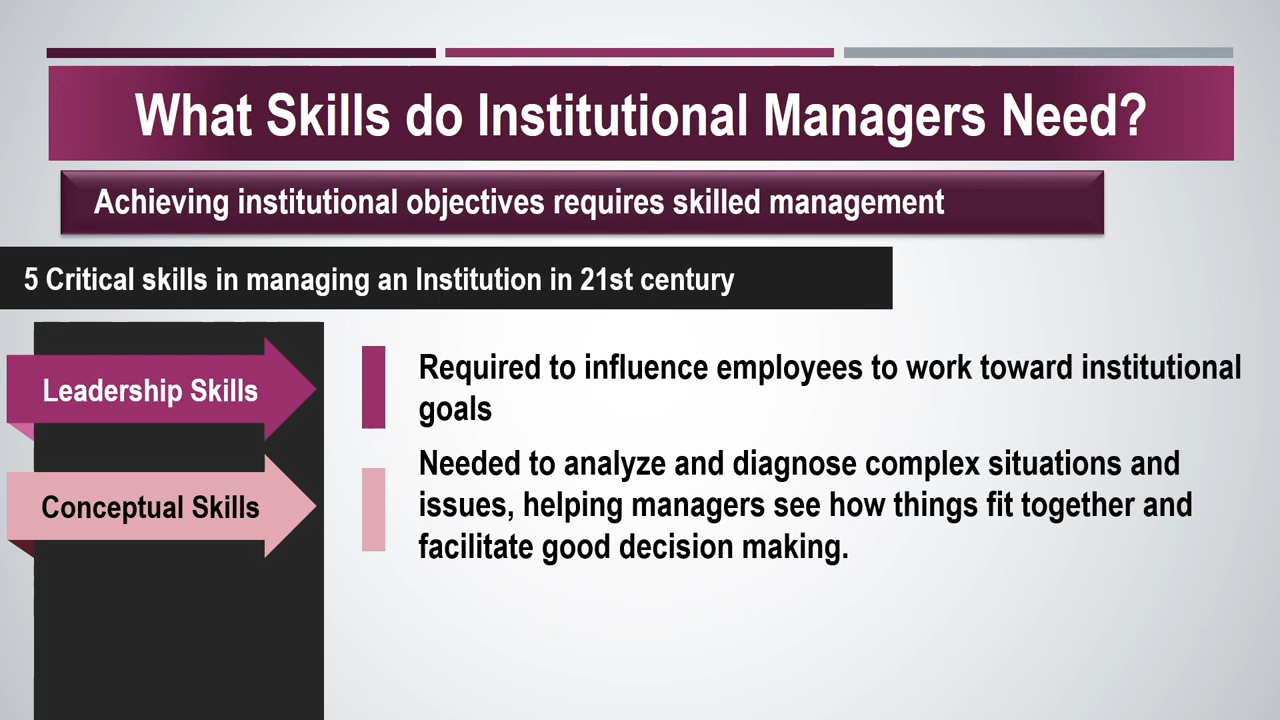 What Skills do Institutional Managers Need?
Achieving institutional objectives requires skilled management
5 Critical skills in managing an Institution in 21st century
Leadership Skills
Required to influence employees to work toward institutional
goals
Conceptual Skills
Needed to analyze and diagnose complex situations and
issues, helping managers see how things fit together and
facilitate good decision making.